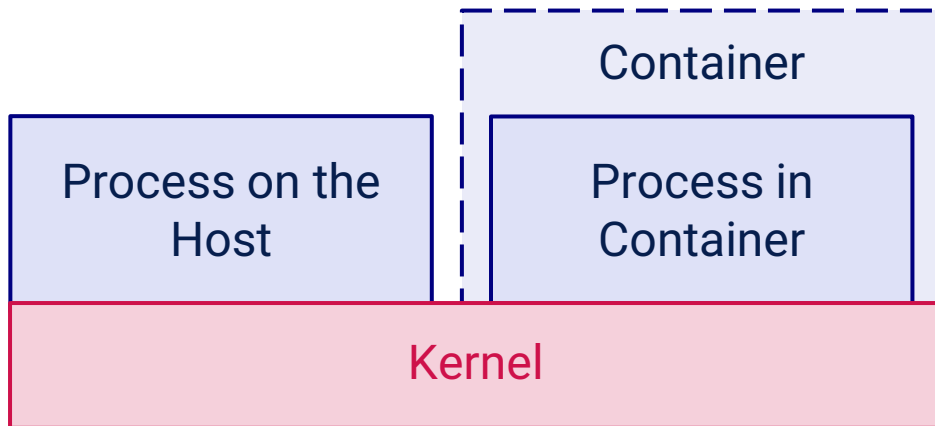 Container
Process on the
Host
Process in
Container
Kernel